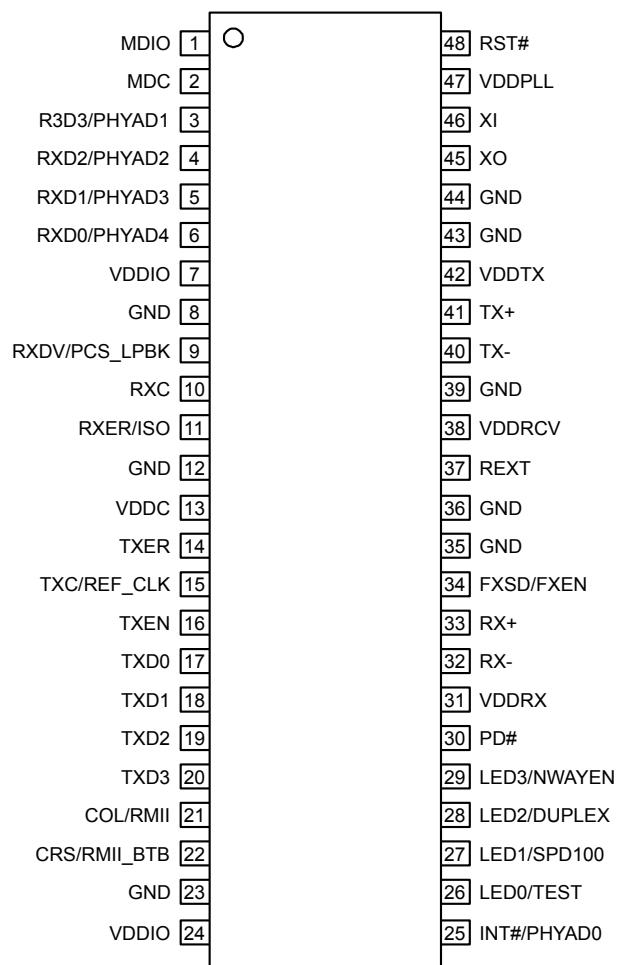 MDIO 1 48 RST#
MDC 2 47 VDDPLL
R3D3/PHYAD1 3 46 XI
RXD2/PHYAD2 4 45 XO
RXD1/PHYAD3 5 44 GND
RXD0/PHYAD4 6 43 GND
VDDIO 7 42 VDDTX
GND 8 41 TX+
RXDV/PCS_LPBK 9 40 TX-
RXC 10 39 GND
RXER/ISO 11 38 VDDRCV
GND 12 37 REXT
VDDC 13 36 GND
TXER 14 35 GND
TXC/REF_CLK 15 34 FXSD/FXEN
TXEN 16 33 RX+
TXD0 17 32 RX-
TXD1 18 31 VDDRX
TXD2 19 30 PD#
TXD3 20 29 LED3/NWAYEN
COL/RMII 21 28 LED2/DUPLEX
CRS/RMII_BTB 22 27 LED1/SPD100
GND 23 26 LED0/TEST
VDDIO 24 25 INT#/PHYAD0